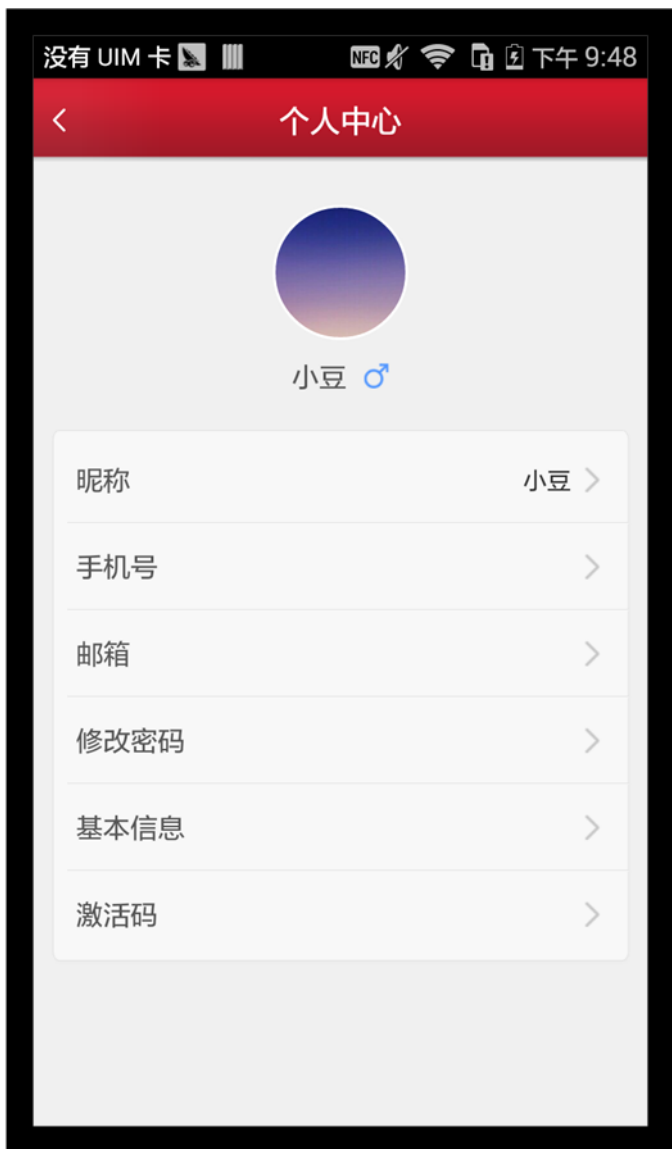 没有 UIM 卡 NFC 下午 9:48
个人中心
小豆
昵称 小豆
手机号
邮箱
修改密码
基本信息
激活码